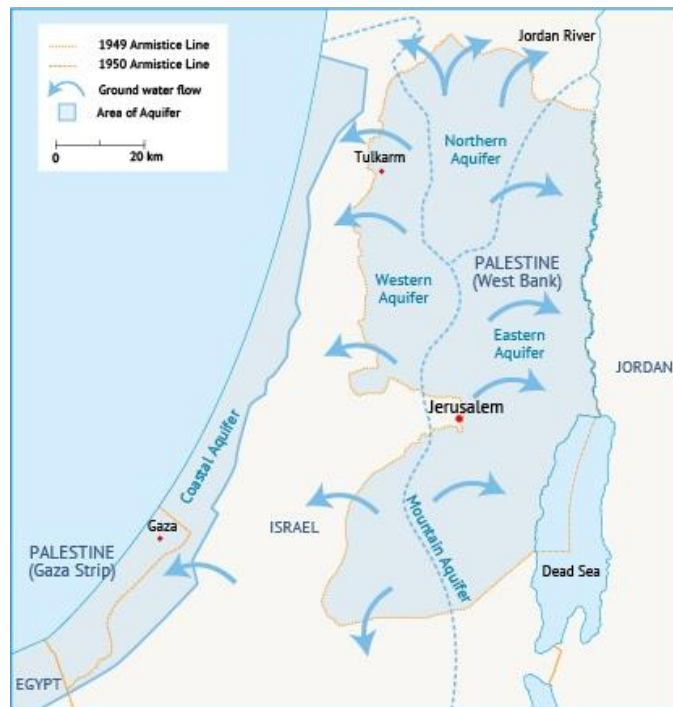 1949 Armistice Line
1950 Armistice Line
Ground water flow
Area of Aquifer
0
20 km
Jordan River
Northern
Aquifer
Tulkarm
PALESTINE
(West Bank)
Western
Aquifer
Eastern
Aquifer
JORDAN
Jerusalem
Coastal Aquifer
Gaza
ISRAEL
Mountain Aquifer
PALESTINE
(Gaza Strip)
Dead Sea
EGYPT